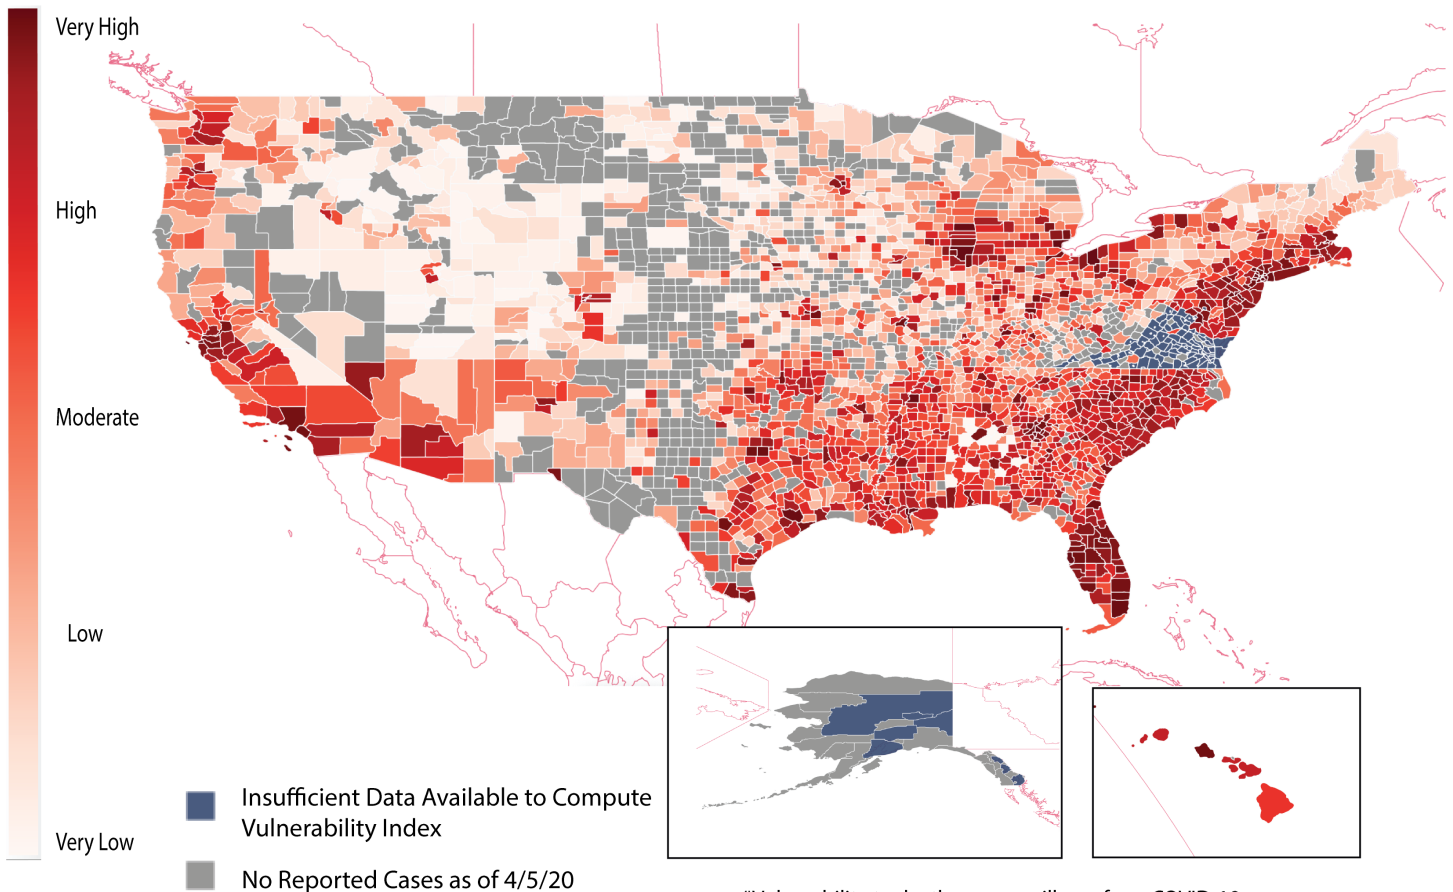 Very High
High
Moderate
Low
Very Low
Insufficient Data Available to Compute
Vulnerability Index
No Reported Cases as of 4/5/20